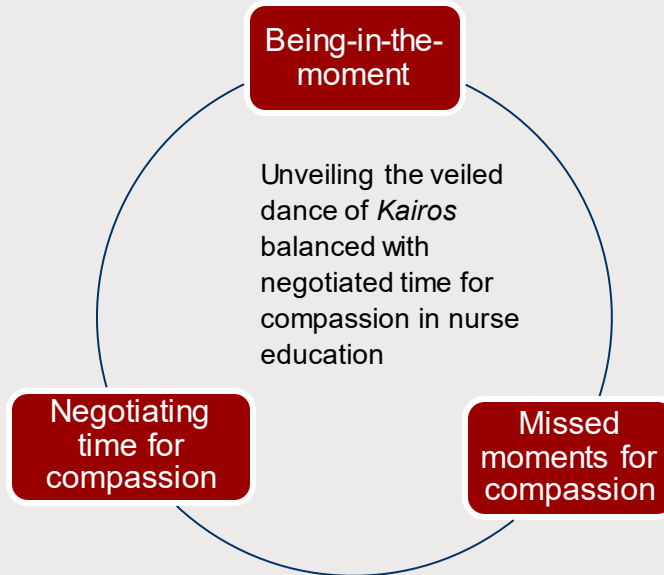 Being-in-the-
moment
Unveiling the veiled
dance of Kairos
balanced with
negotiated time for
compassion in nurse
education
Negotiating
time for
compassion
Missed
moments for
compassion